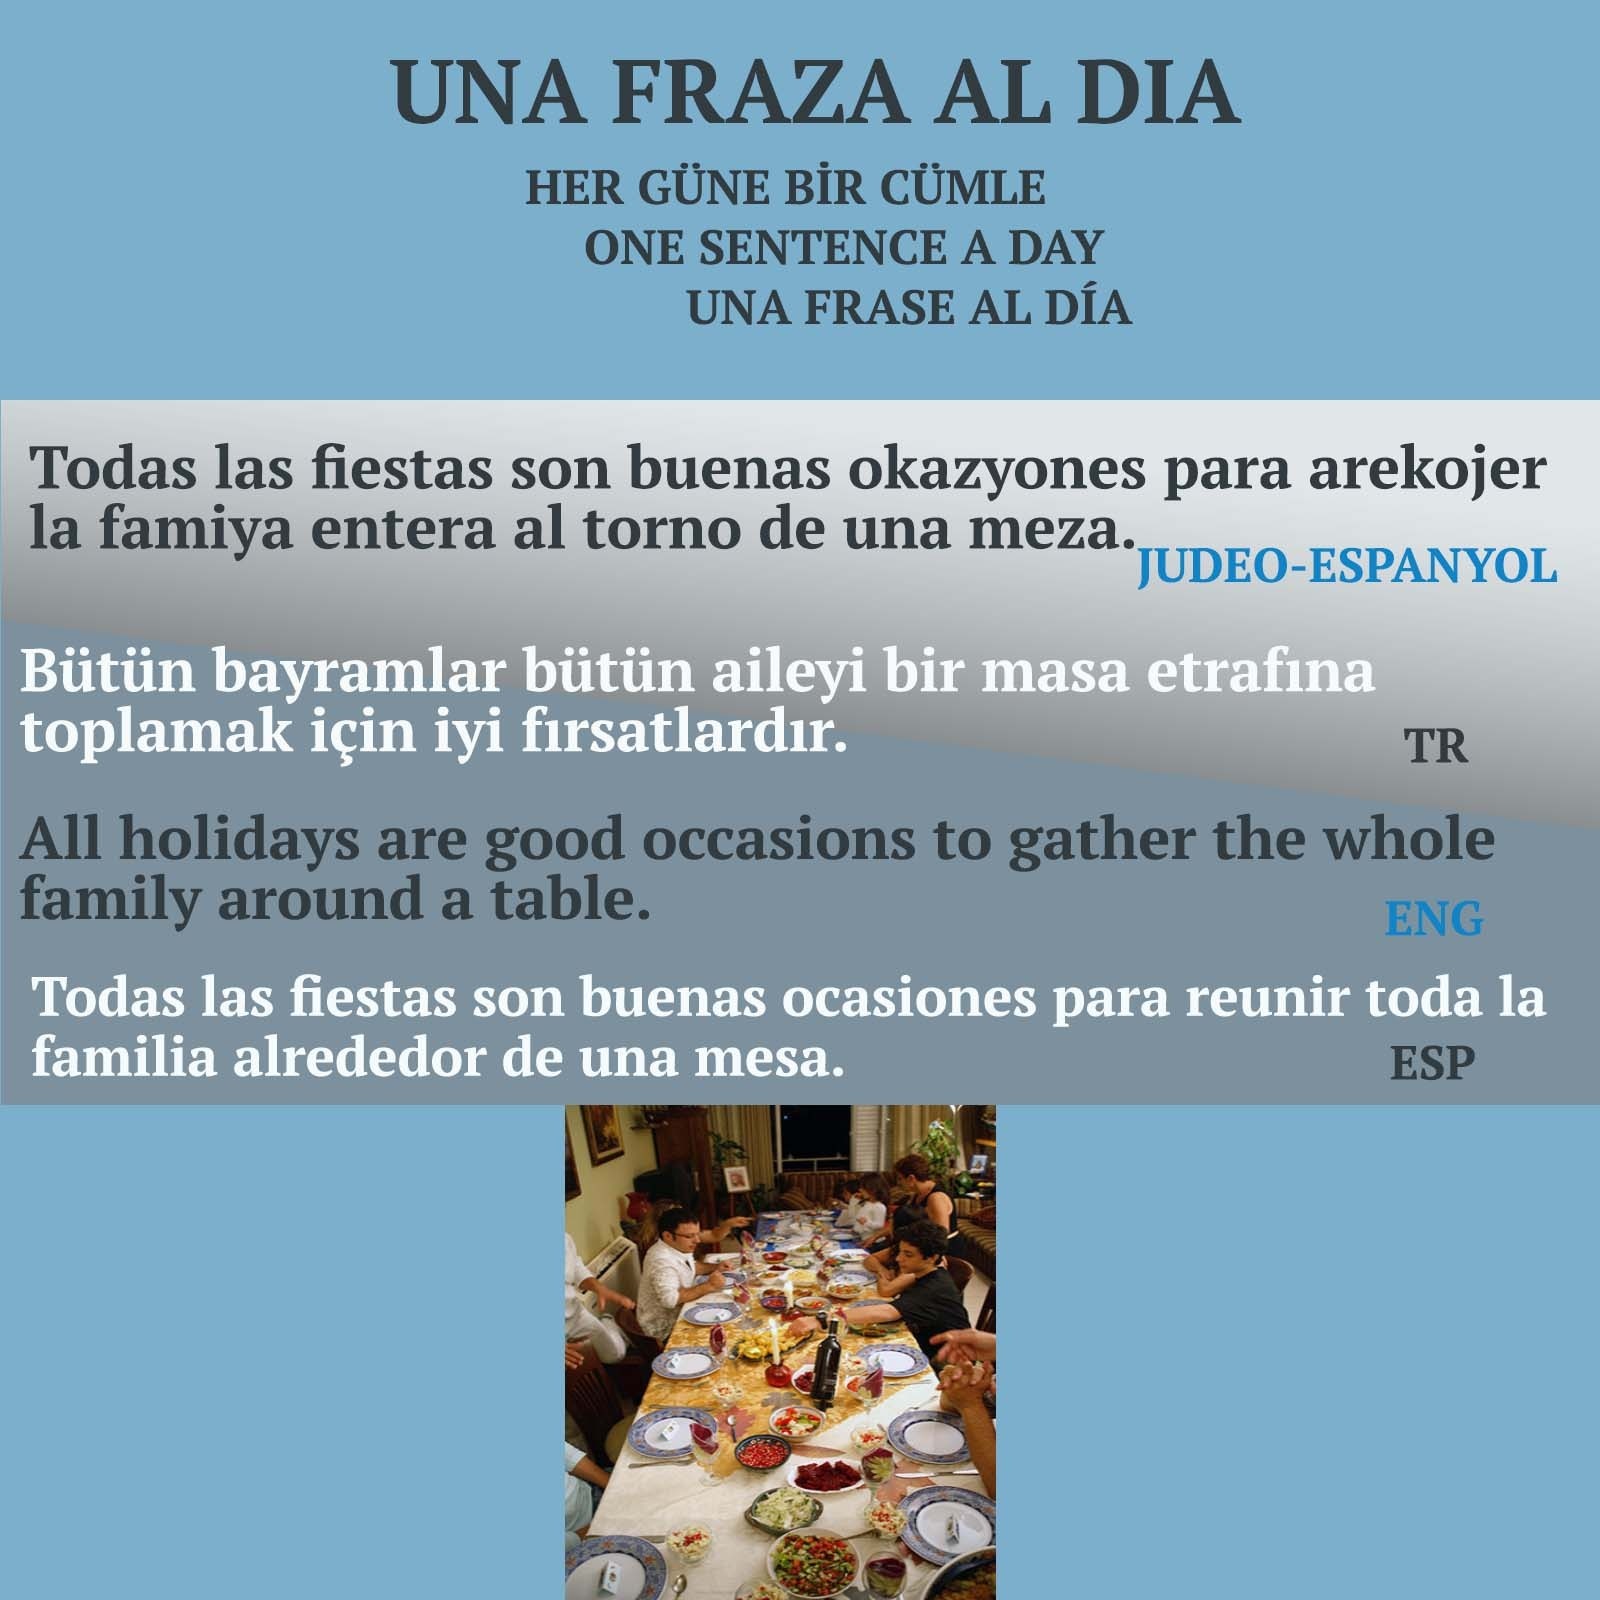 UNA FRAZA AL DIA
HER GÜNE BİR CÜMLE
ONE SENTENCE A DAY
UNA FRASE AL DÍA
Todas las fiestas son buenas okazyones para arekojer
la famiya entera al torno de una meza.
JUDEO-ESPANYOL
Bütün bayramlar bütün aileyi bir masa etrafına
toplamak için iyi fırsatlardır.
TR
All holidays are good occasions to gather the whole
family around a table.
ENG
Todas las fiestas son buenas ocasiones para reunir toda la
familia alrededor de una mesa.
ESP